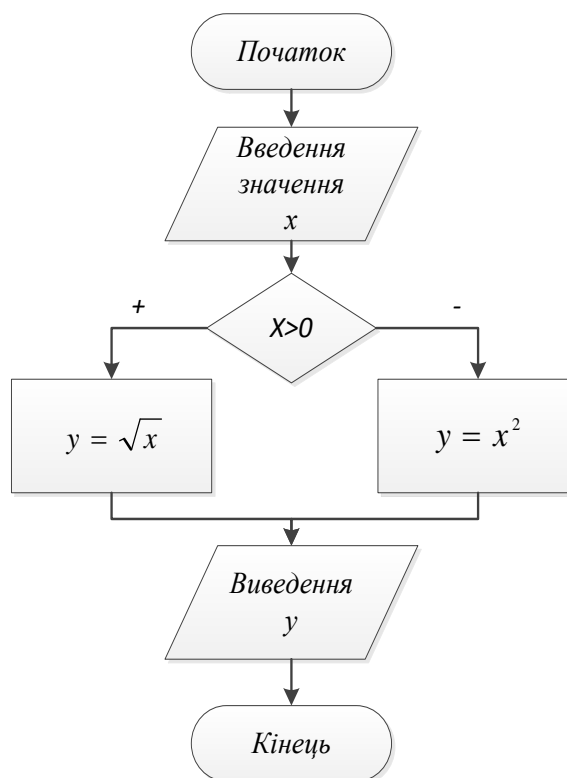 Початок
Введення
значення
x
+
X>0
-
y = √x
y = x²
Виведення
y
Кінець